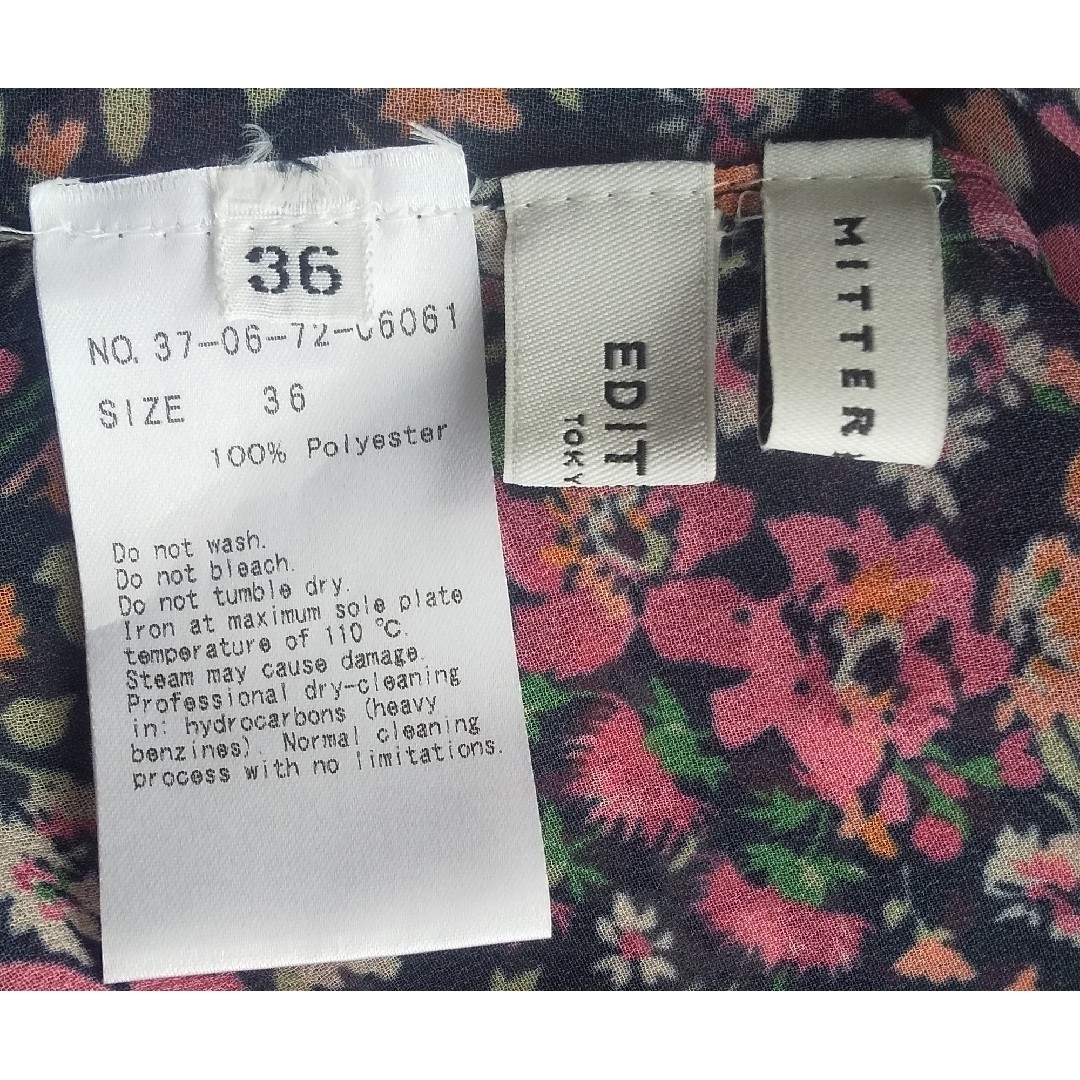 36
NO. 37-06-72-06061
SIZE 36
100% Polyester
Do not wash.
Do not bleach.
Do not tumble dry.
Iron at maximum sole plate
temperature of 110 ℃.
Steam may cause damage.
Professional dry-cleaning
in: hydrocarbons (heavy
benzines). Normal cleaning
process with no limitations.
EDIT
TOKY
MITTER